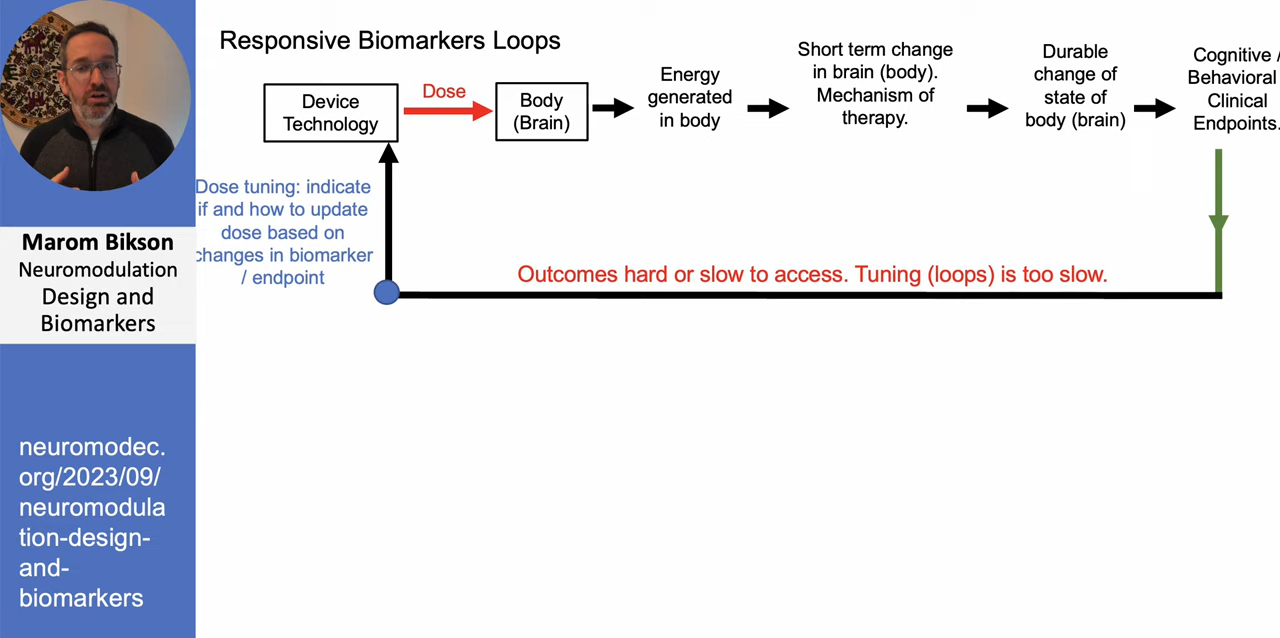 Responsive Biomarkers Loops
Device
Technology
Dose
Body
(Brain)
Energy
generated
in body
Short term change
in brain (body).
Mechanism of
therapy.
Durable
change of
state of
body (brain)
Cognitive /
Behavioral
Clinical
Endpoints.
Dose tuning: indicate
if and how to update
dose based on
changes in biomarker
/ endpoint
Outcomes hard or slow to access. Tuning (loops) is too slow.
Marom Bikson
Neuromodulation
Design and
Biomarkers
neuromodec.
org/2023/09/
neuromodula
tion-design-
and-
biomarkers